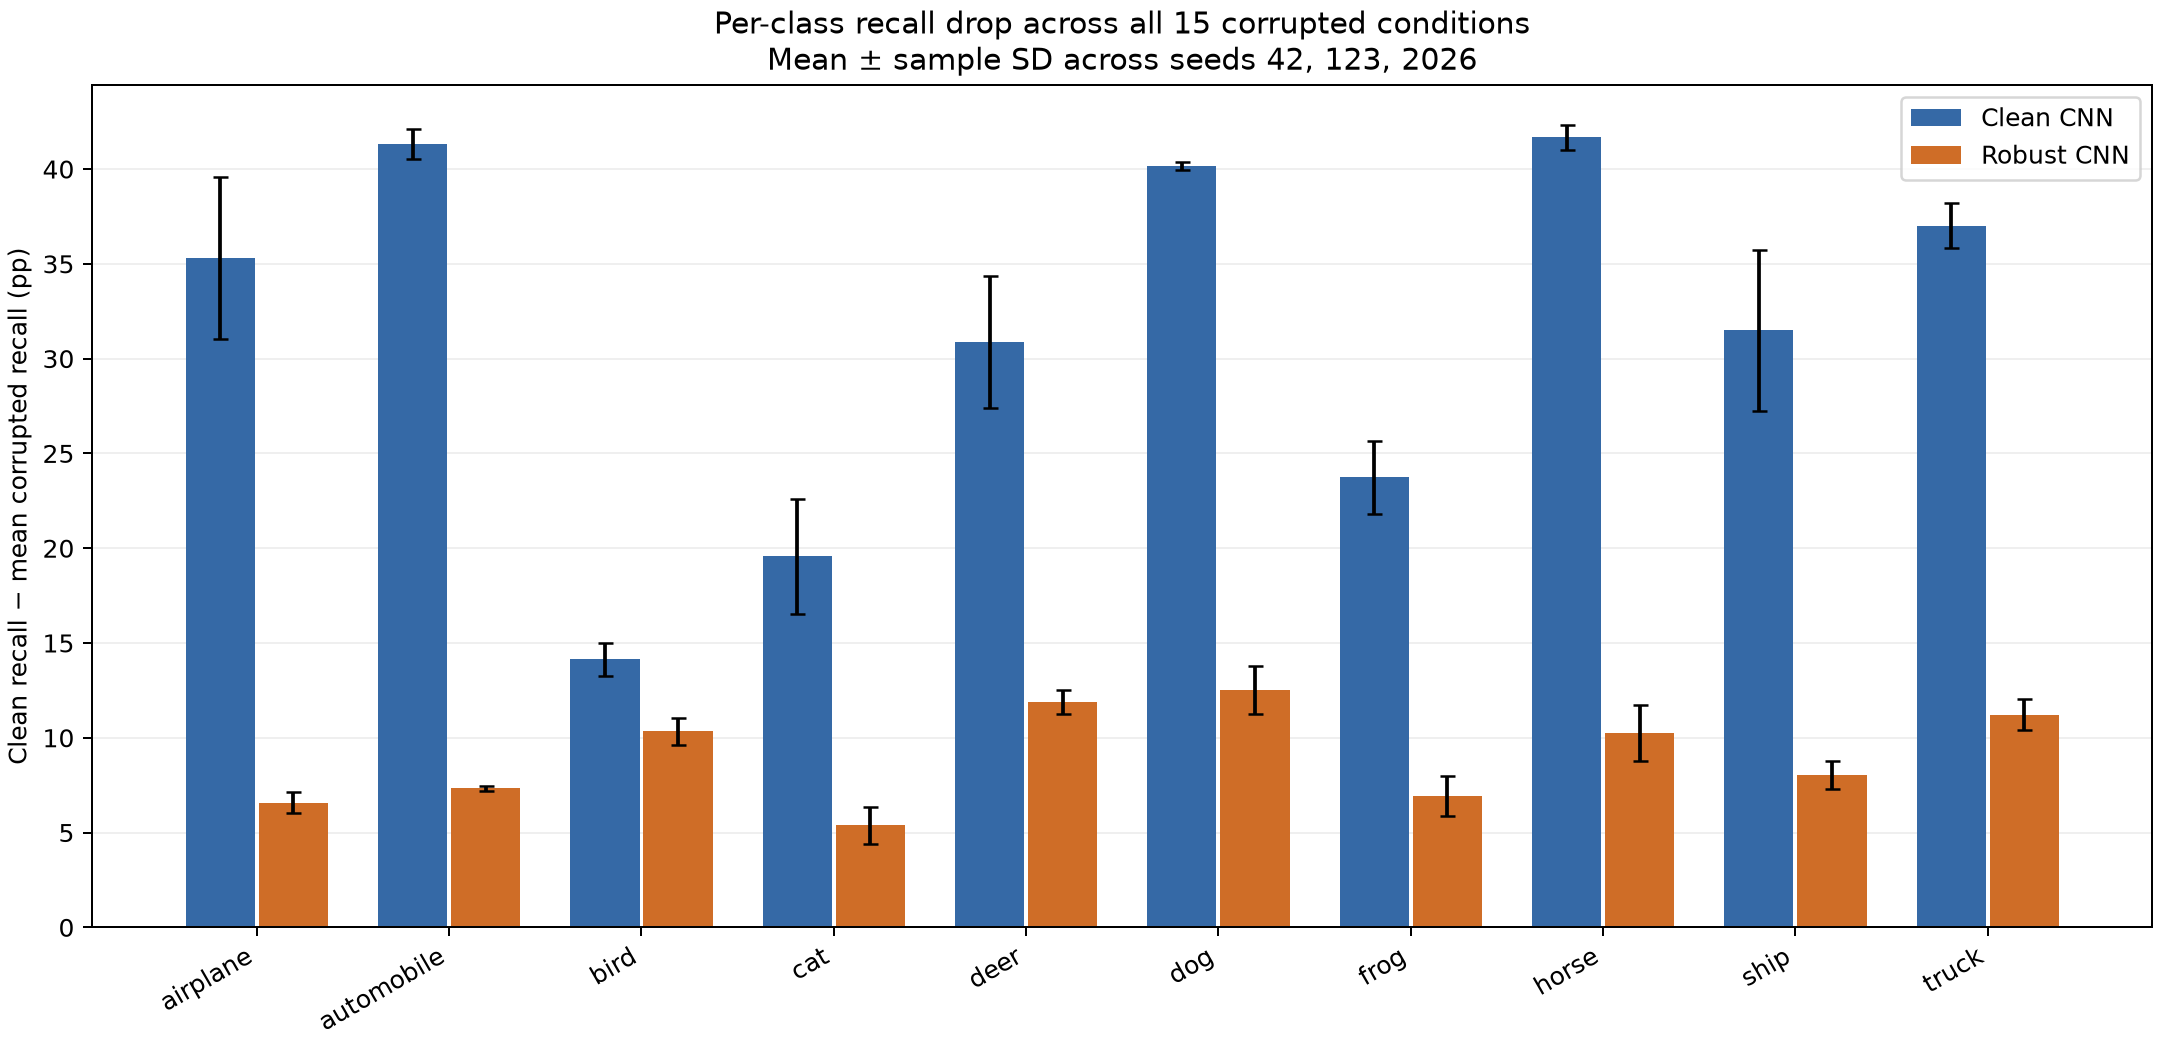 Per-class recall drop across all 15 corrupted conditions
Mean ± sample SD across seeds 42, 123, 2026
Clean CNN
Robust CNN
Clean recall − mean corrupted recall (pp)
40
35
30
25
20
15
10
5
0
airplane
automobile
bird
cat
deer
dog
frog
horse
ship
truck